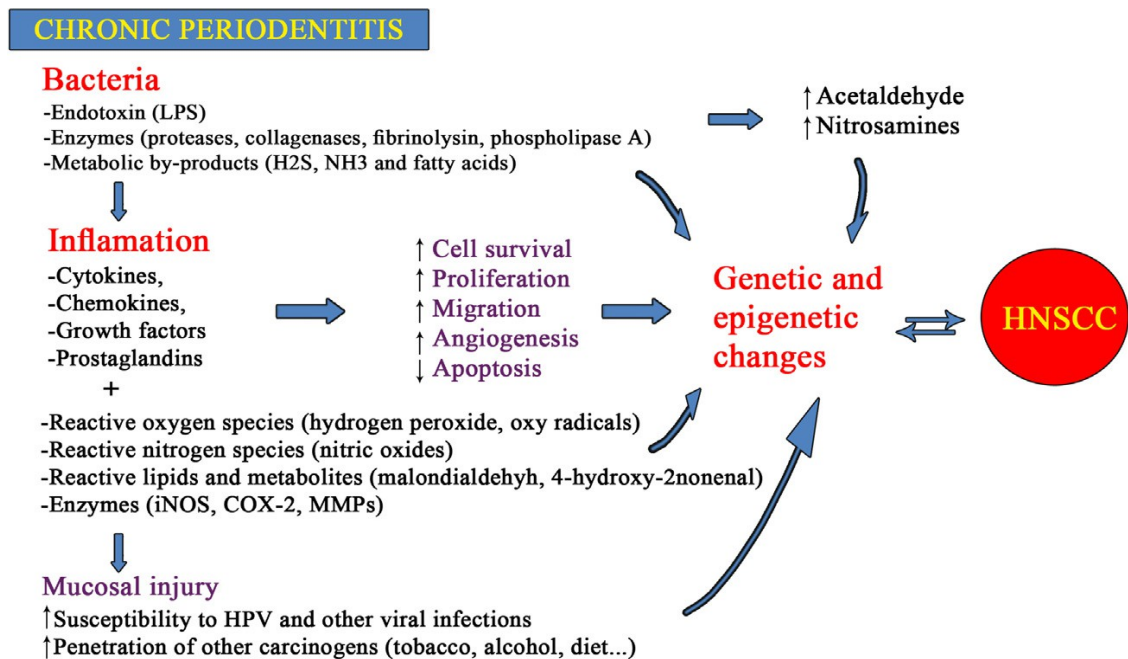 CHRONIC PERIODENTITIS
Bacteria
-Endotoxin (LPS)
-Enzymes (proteases, collagenases, fibrinolysin, phospholipase A)
-Metabolic by-products (H2S, NH3 and fatty acids)
↑ Acetaldehyde
↑ Nitrosamines
Inflamation
-Cytokines,
-Chemokines,
-Growth factors
-Prostaglandins
+
↑ Cell survival
↑ Proliferation
↑ Migration
↑ Angiogenesis
↓ Apoptosis
Genetic and
epigenetic
changes
HNSCC
-Reactive oxygen species (hydrogen peroxide, oxy radicals)
-Reactive nitrogen species (nitric oxides)
-Reactive lipids and metabolites (malondialdehyh, 4-hydroxy-2nonenal)
-Enzymes (iNOS, COX-2, MMPs)
Mucosal injury
↑Susceptibility to HPV and other viral infections
↑Penetration of other carcinogens (tobacco, alcohol, diet...)